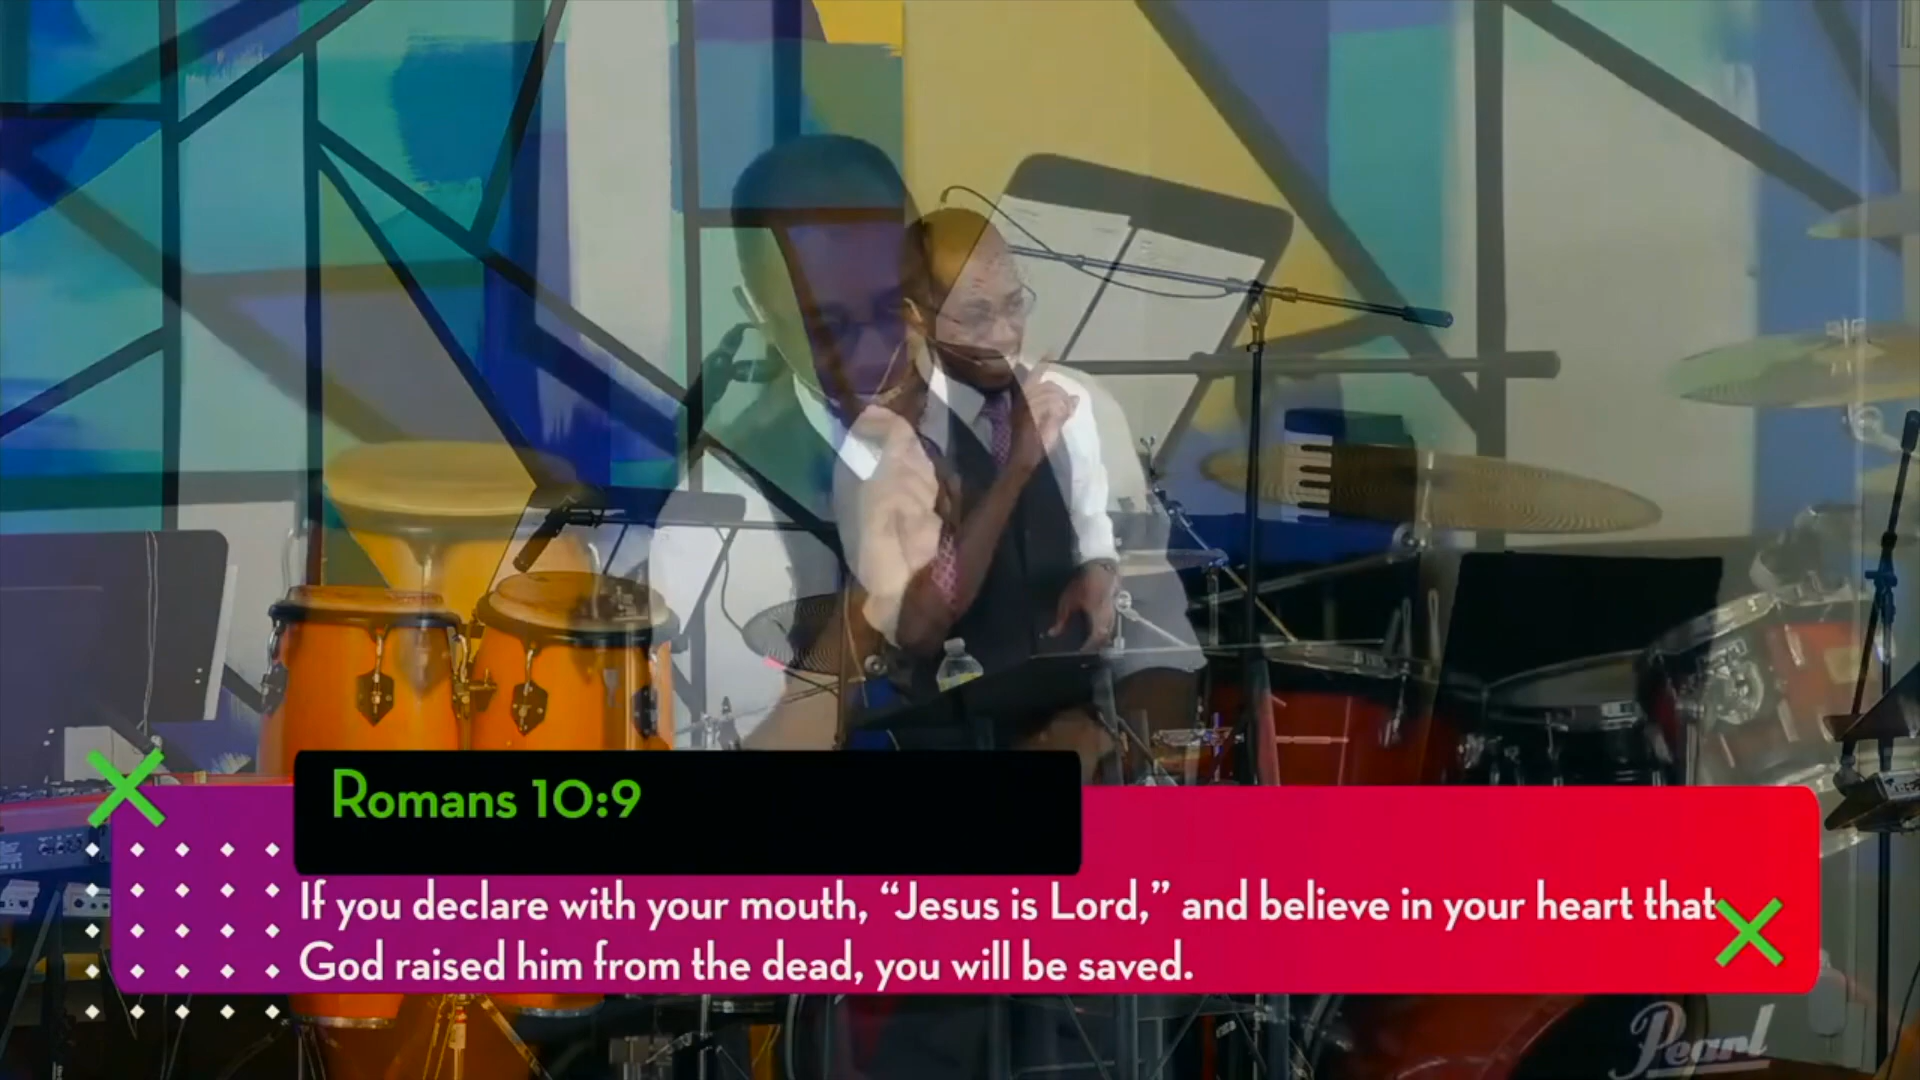 Romans 10:9
If you declare with your mouth, “Jesus is Lord,” and believe in your heart that
God raised him from the dead, you will be saved.
Pearl